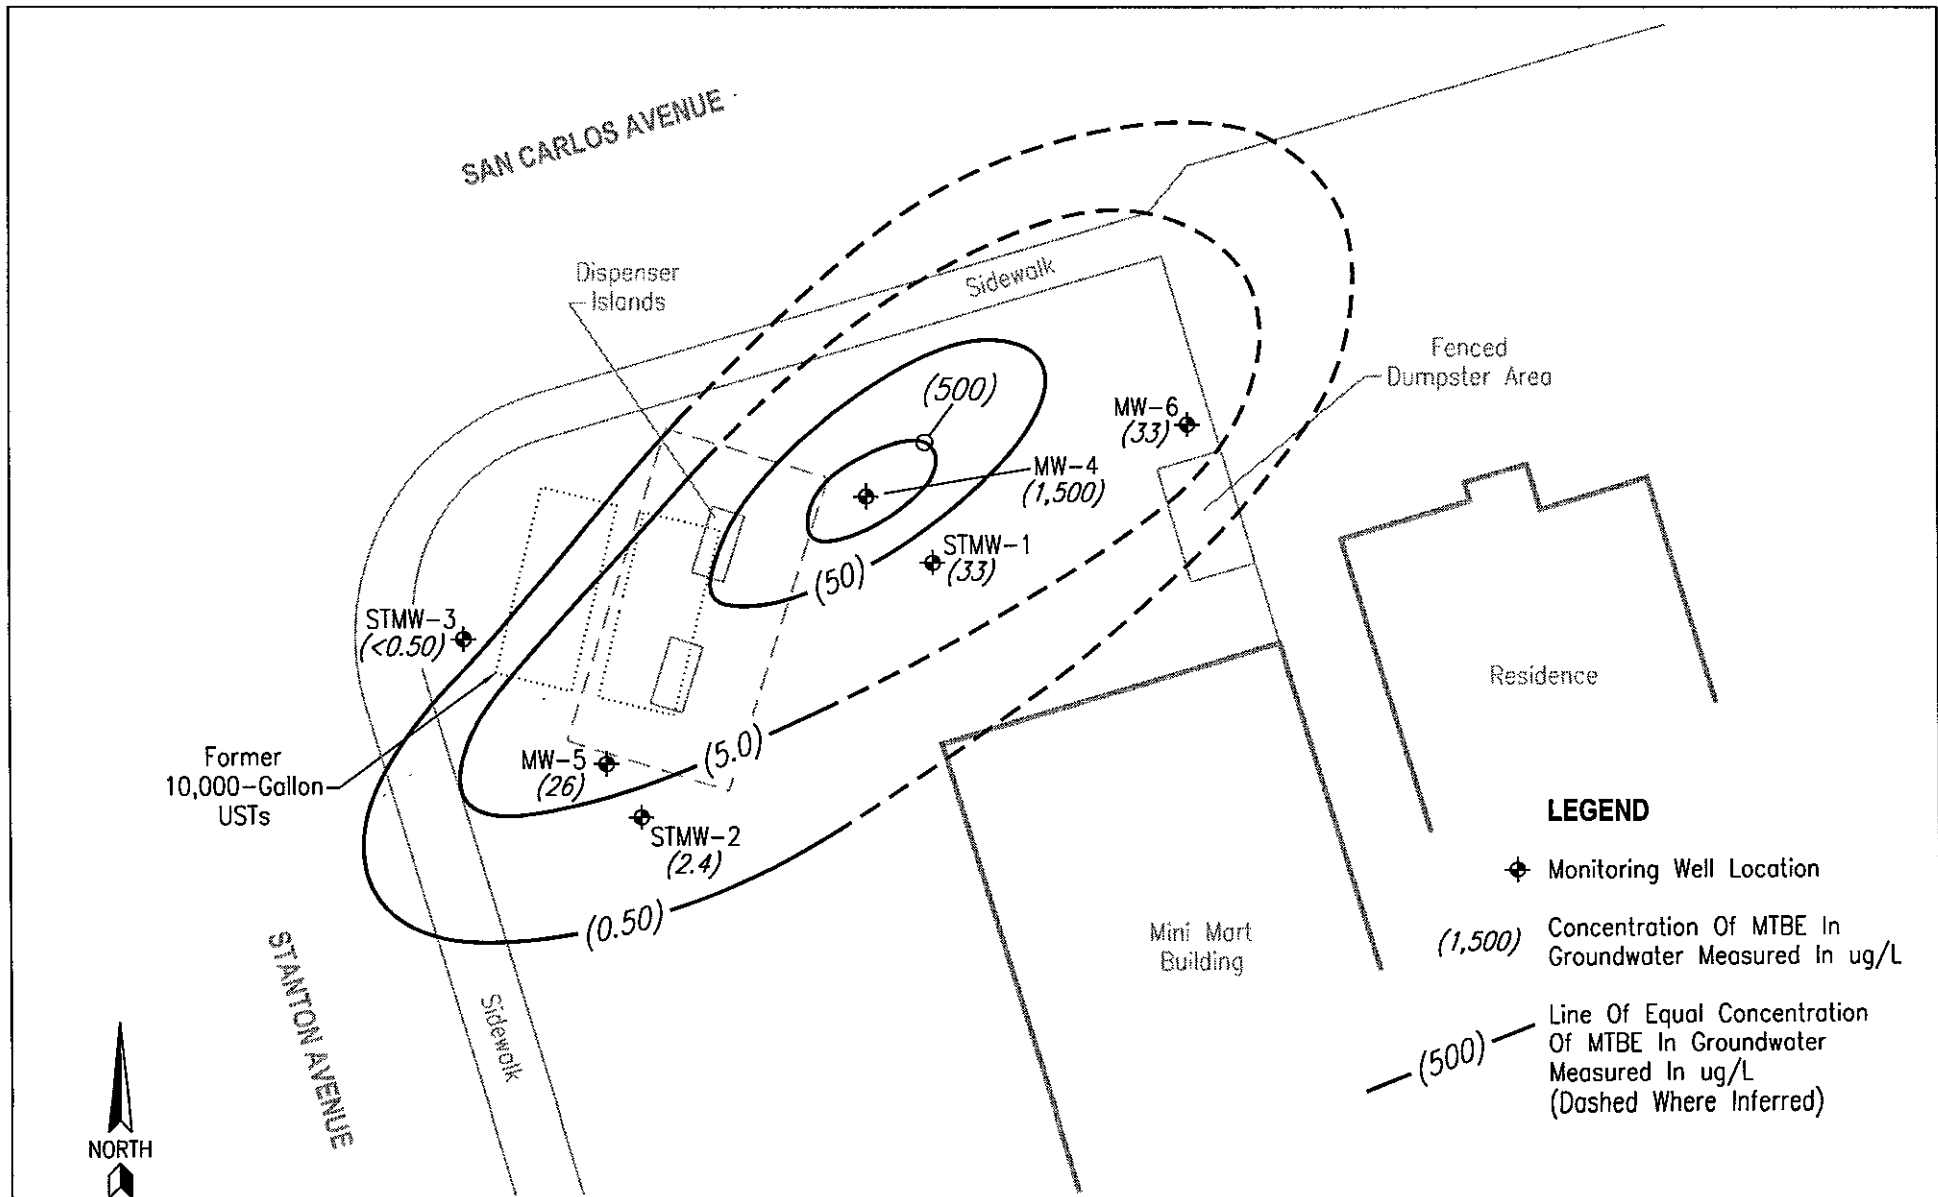 SAN CARLOS AVENUE
Dispenser
Islands
Sidewalk
Fenced
Dumpster Area
(500)
MW-6
(33)
MW-4
(1,500)
STMW-1
(33)
(50)
STMW-3
(<0.50)
Residence
(5.0)
Former
10,000-Gallon
USTs
MW-5
(26)
STMW-2
(2.4)
(0.50)
Mini Mart
Building
STANTON AVENUE
Sidewalk
NORTH
LEGEND
Monitoring Well Location
(1,500) Concentration Of MTBE In
Groundwater Measured In ug/L
(500) Line Of Equal Concentration
Of MTBE In Groundwater
Measured In ug/L
(Dashed Where Inferred)